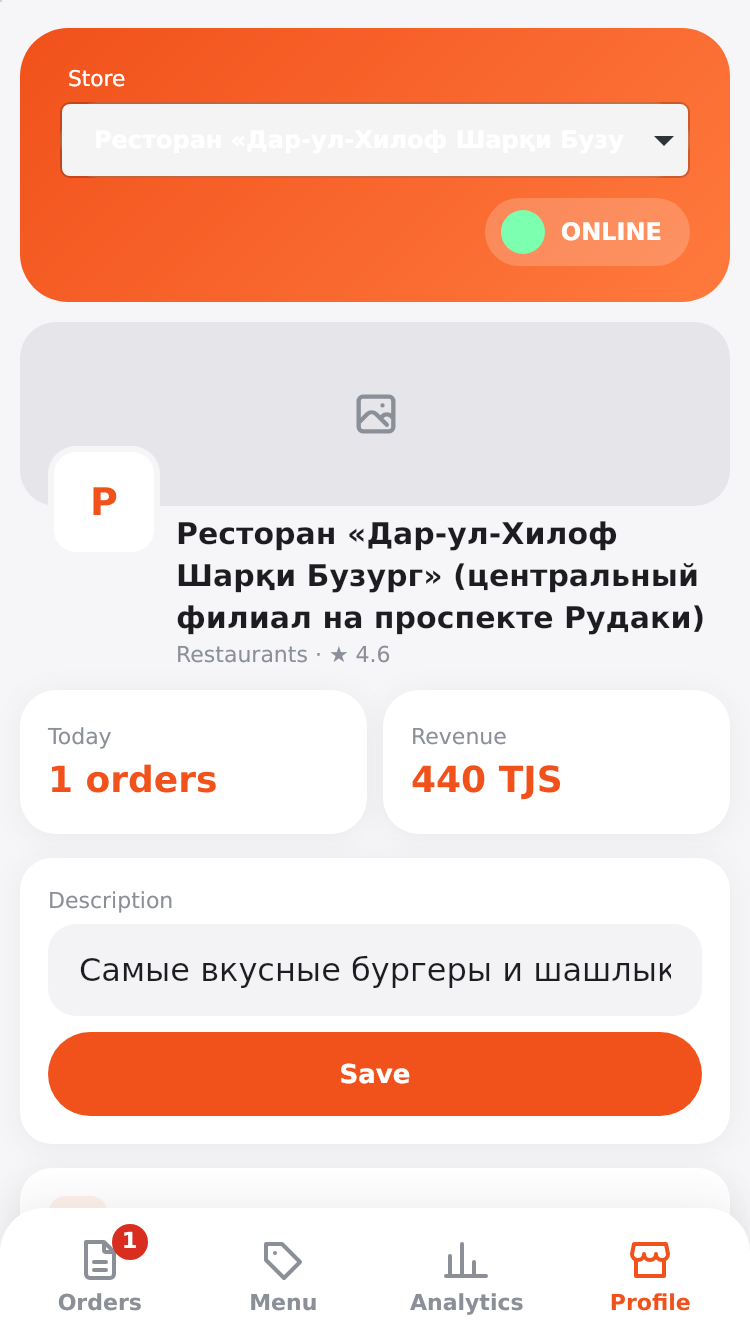 Store
Ресторан «Дар-ул-Хилоф Шарқи Бузу
ONLINE
Р
Ресторан «Дар-ул-Хилоф
Шарқи Бузург» (центральный
филиал на проспекте Рудаки)
Restaurants · ★ 4.6
Today
1 orders
Revenue
440 TJS
Description
Самые вкусные бургеры и шашлык
Save
1
Orders
Menu
Analytics
Profile